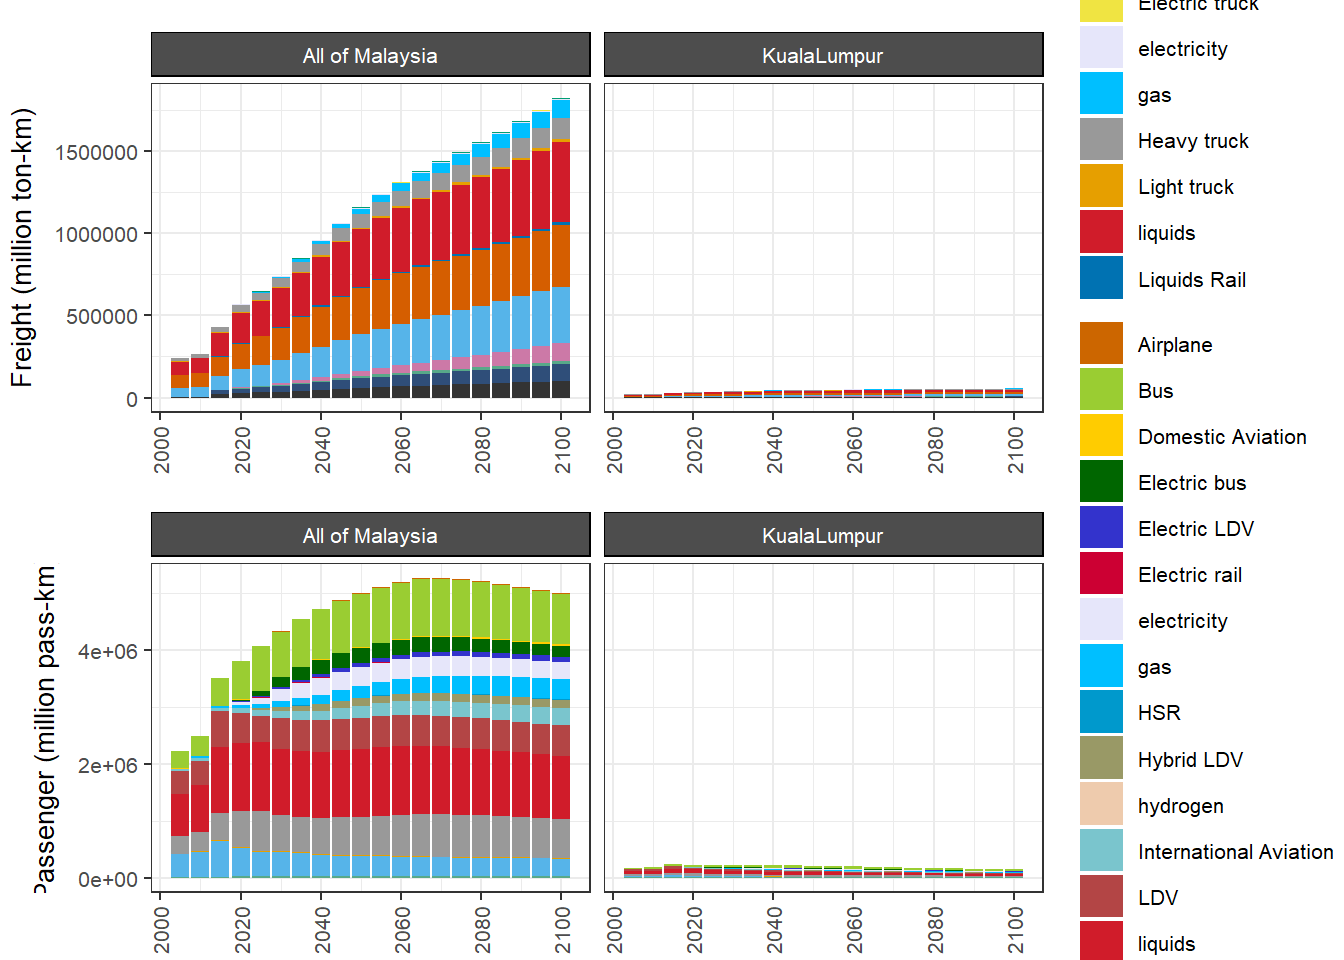 Electric truck
electricity
gas
Heavy truck
Light truck
liquids
Liquids Rail
All of Malaysia
KualaLumpur
Freight (million ton-km)
1500000
1000000
500000
0
2000
2020
2040
2060
2080
2100
2000
2020
2040
2060
2080
2100
Airplane
Bus
Domestic Aviation
Electric bus
Electric LDV
Electric rail
electricity
gas
HSR
Hybrid LDV
hydrogen
International Aviation
LDV
liquids
All of Malaysia
KualaLumpur
Passenger (million pass-km
4e+06
2e+06
0e+00
2000
2020
2040
2060
2080
2100
2000
2020
2040
2060
2080
2100